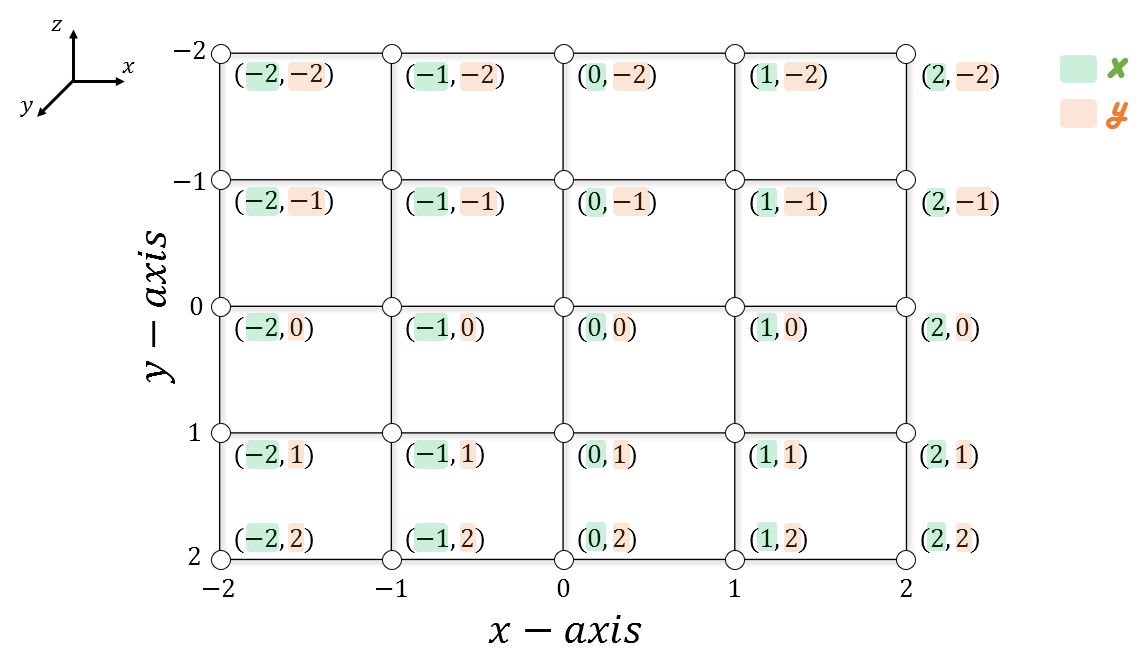 z
x
y
−2
(−2, −2) (−1, −2) (0, −2) (1, −2) (2, −2)
x
y
−1
(−2, −1) (−1, −1) (0, −1) (1, −1) (2, −1)
y − axis
0
(−2, 0) (−1, 0) (0, 0) (1, 0) (2, 0)
1
(−2, 1) (−1, 1) (0, 1) (1, 1) (2, 1)
(−2, 2) (−1, 2) (0, 2) (1, 2) (2, 2)
2
−2 −1 0 1 2
x − axis